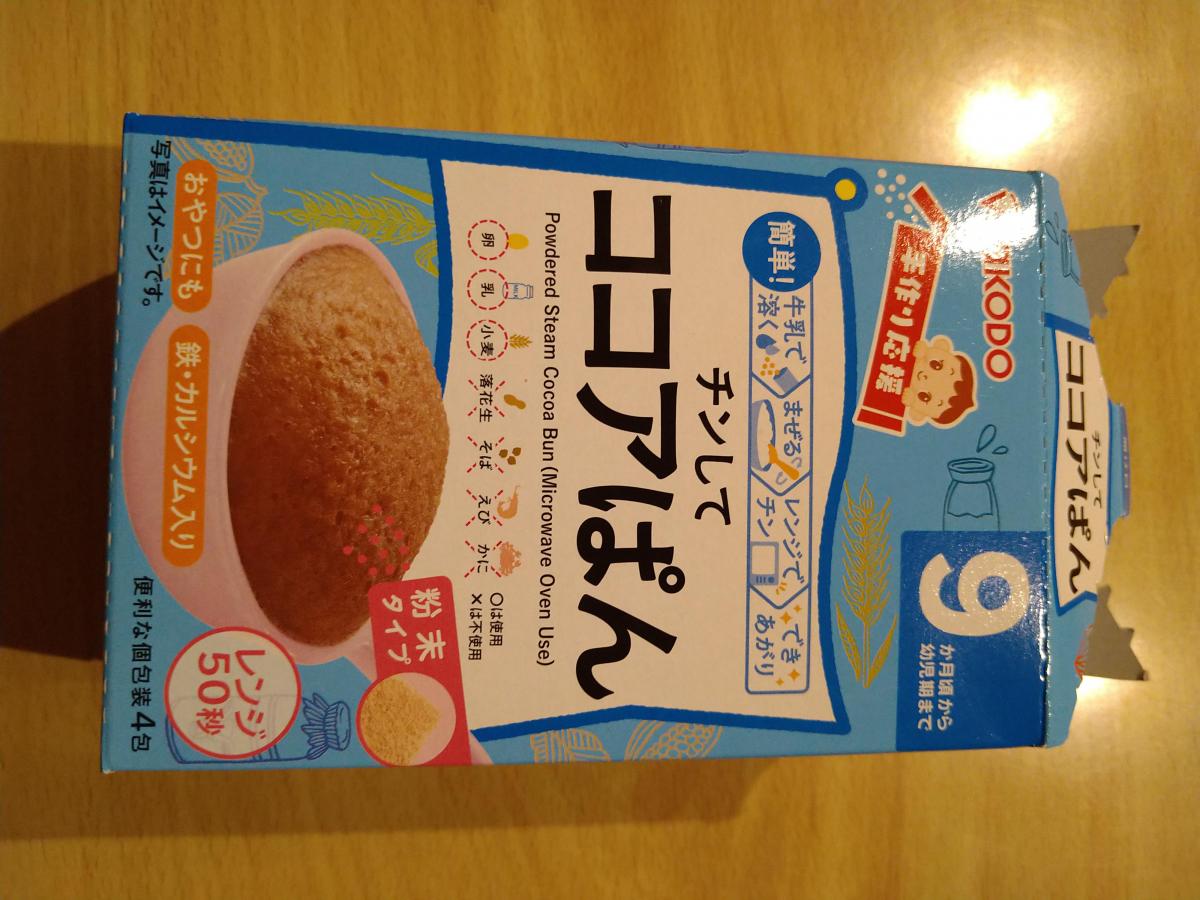 ココアぱん
チンして
手作り応援
9
か月頃から
幼児期まで
簡単!
牛乳で
溶く
まぜる
レンジで
チン
でき
あがり
チンして
ココアぱん
Powdered Steam Cocoa Bun (Microwave Oven Use)
卵
乳
小麦
落花生
そば
えび
かに
○は使用
×は不使用
粉末
タイプ
おやつにも
鉄・カルシウム入り
レンジ
50秒
写真はイメージです。
便利な個包装4包